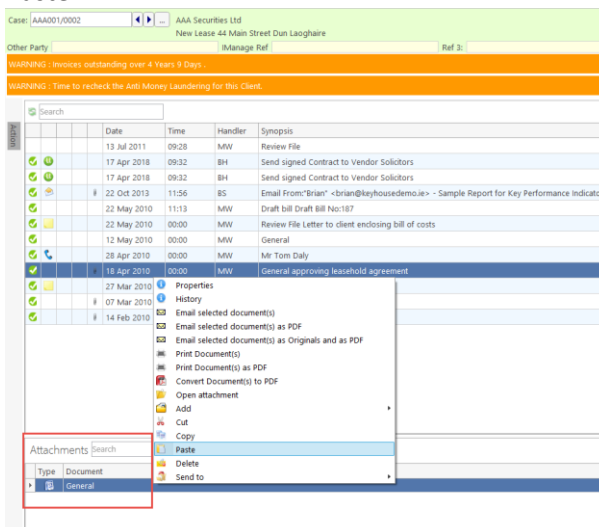 Case: AAA001/0002 ... AAA Securities Ltd
New Lease 44 Main Street Dun Laoghaire
Other Party IManage Ref Ref 3:
WARNING : Invoices outstanding over 4 Years 9 Days .
WARNING : Time to recheck the Anti Money Laundering for this Client.
Action
Search
Date Time Handler Synopsis
13 Jul 2011 09:28 MW Review File
17 Apr 2018 09:32 BH Send signed Contract to Vendor Solicitors
17 Apr 2018 09:32 BH Send signed Contract to Vendor Solicitors
22 Oct 2013 11:56 BS Email From:"Brian" <brian@keyhousedemo.ie> - Sample Report for Key Performance Indicato
22 May 2010 11:13 MW Draft bill Draft Bill No:187
22 May 2010 00:00 MW Review File Letter to client enclosing bill of costs
12 May 2010 00:00 MW General
28 Apr 2010 00:00 MW Mr Tom Daly
18 Apr 2010 00:00 MW General approving leasehold agreement
27 Mar 2010
07 Mar 2010
14 Feb 2010
Properties
History
Email selected document(s)
Email selected document(s) as PDF
Email selected document(s) as Originals and as PDF
Print Document(s)
Print Document(s) as PDF
Convert Document(s) to PDF
Open attachment
Add
Cut
Copy
Paste
Delete
Send to
Attachments Search
Type Document
General